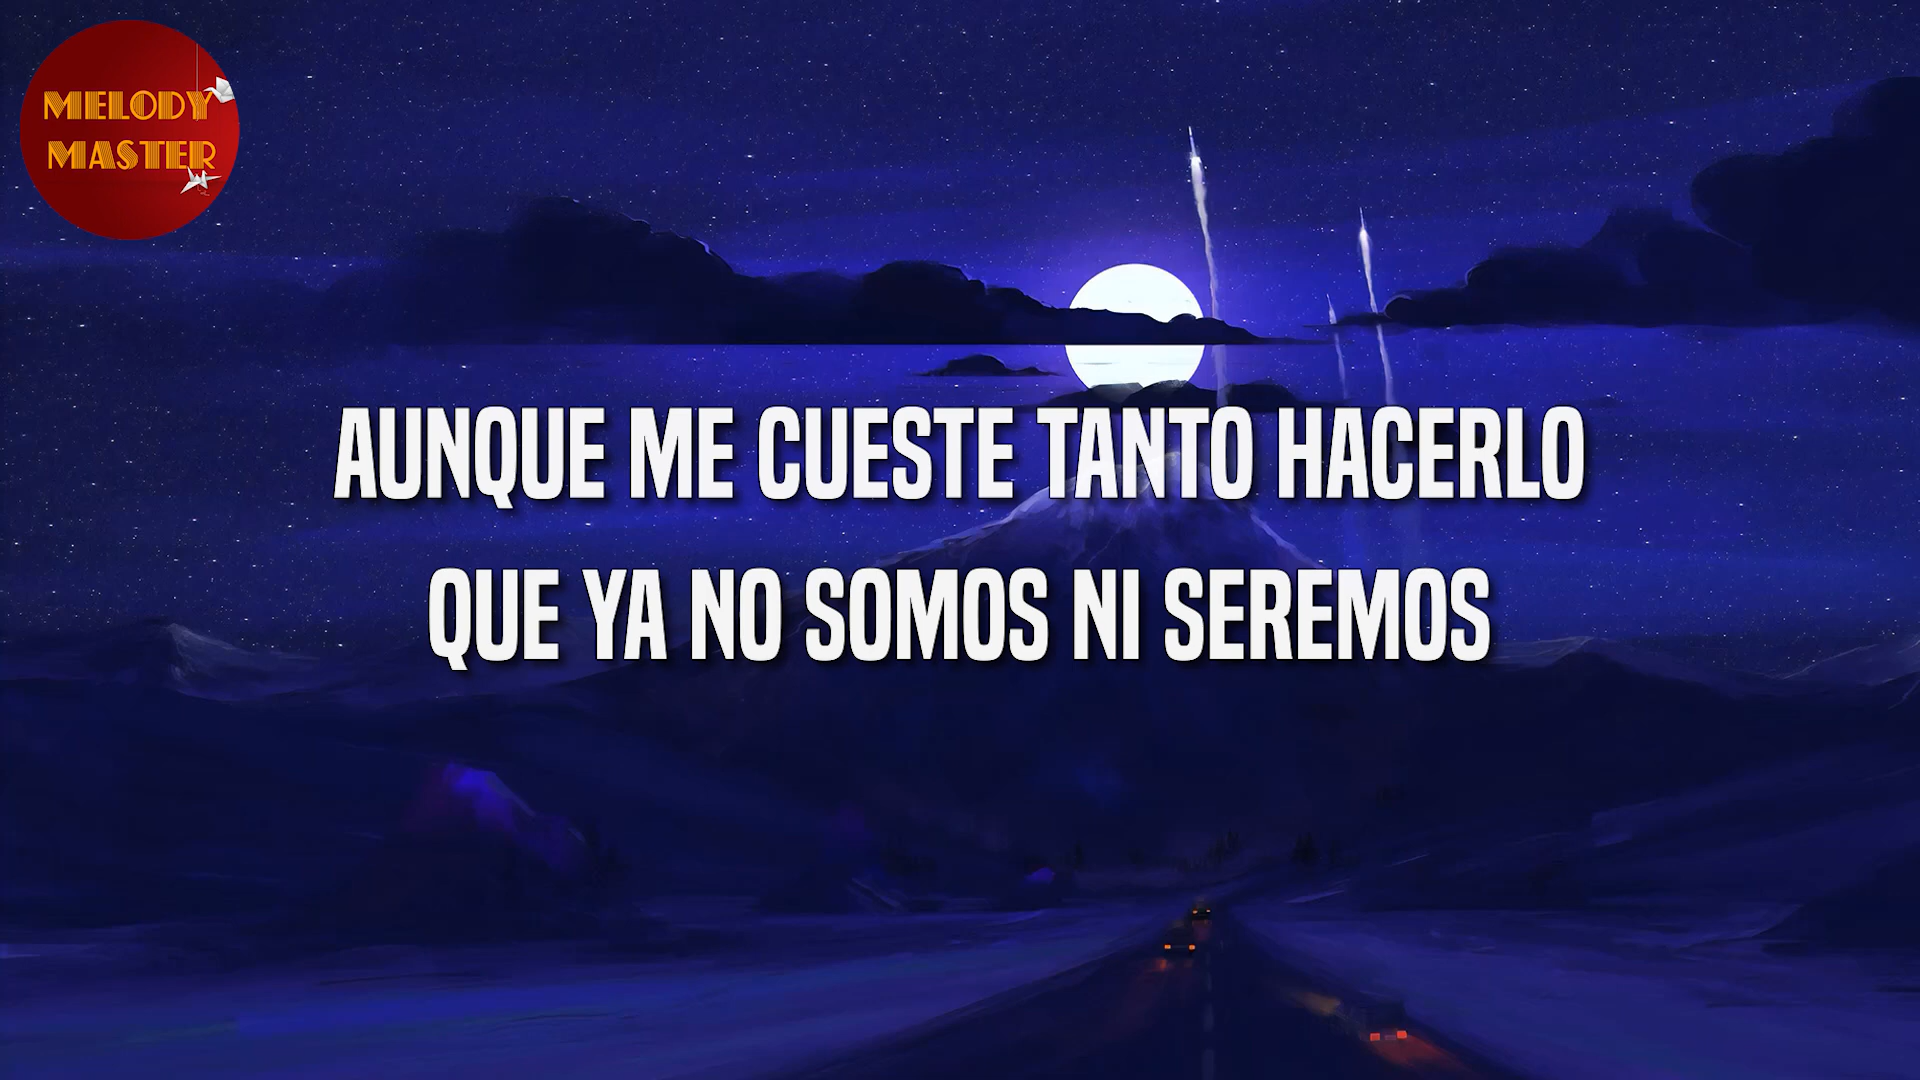 MELODY
MASTER
AUNQUE ME CUESTE TANTO HACERLO
QUE YA NO SOMOS NI SEREMOS